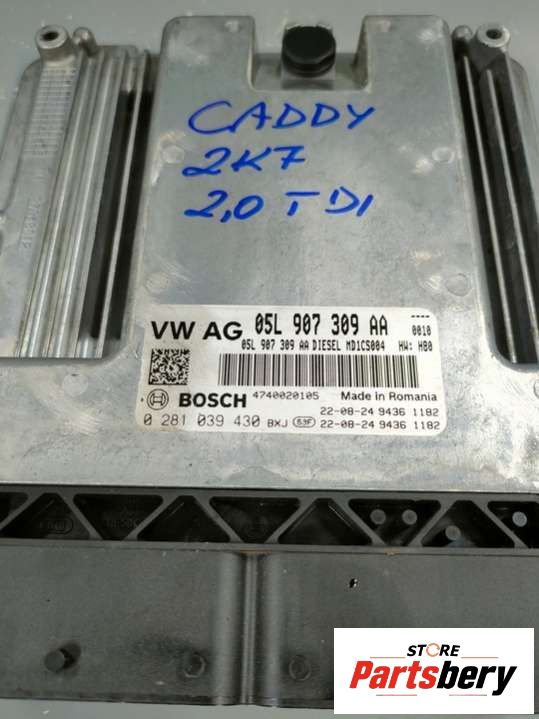 CADDY
2K7
2,0 TDI
VW AG 05L 907 309 AA 0010
05L 907 309 AA DIESEL MD1CS004 HW: H80
BOSCH 4740020105 Made in Romania
22-08-24 9436 1182
0 281 039 430 BXJ 53F 22-08-24 9436 1182
STORE
Partsbery